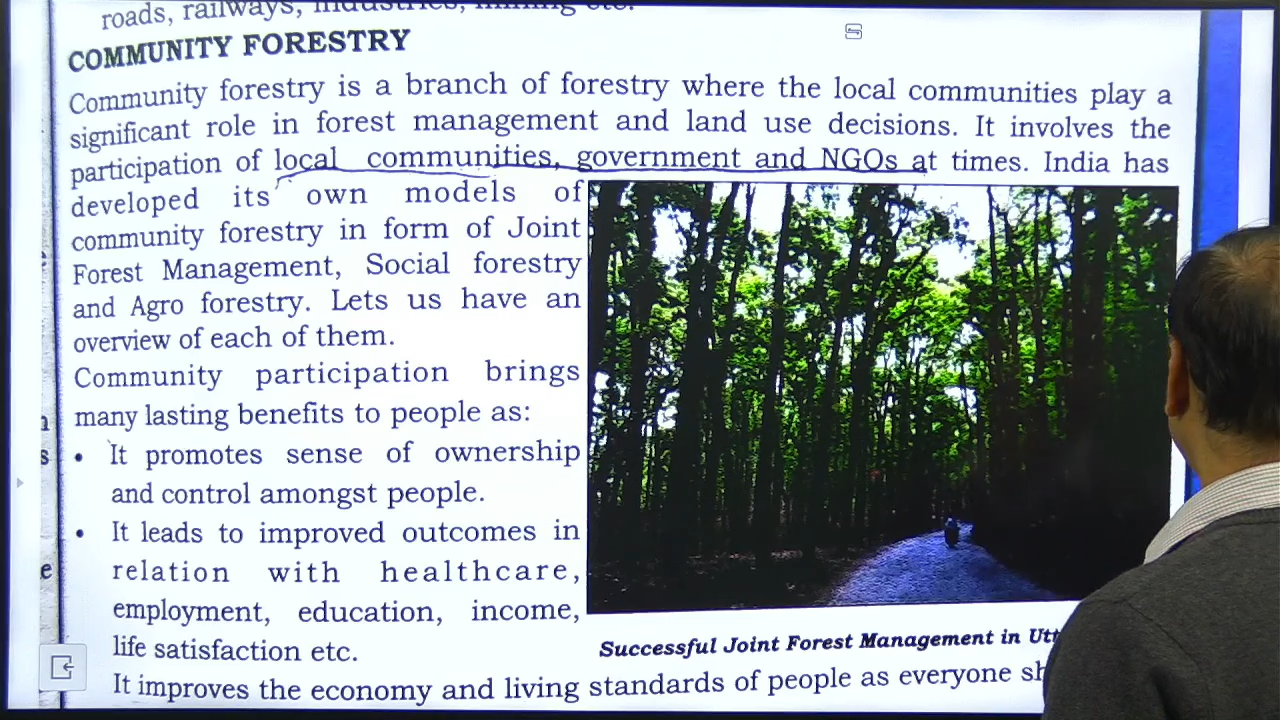 roads, railways, industries, mining etc.
COMMUNITY FORESTRY
Community forestry is a branch of forestry where the local communities play a
significant role in forest management and land use decisions. It involves the
participation of local communities, government and NGOs at times. India has
developed its own models of
community forestry in form of Joint
Forest Management, Social forestry
and Agro forestry. Lets us have an
overview of each of them.
Community participation brings
many lasting benefits to people as:
• It promotes sense of ownership
and control amongst people.
• It leads to improved outcomes in
relation with healthcare,
employment, education, income,
life satisfaction etc.
Successful Joint Forest Management in
It improves the economy and living standards of people as everyone